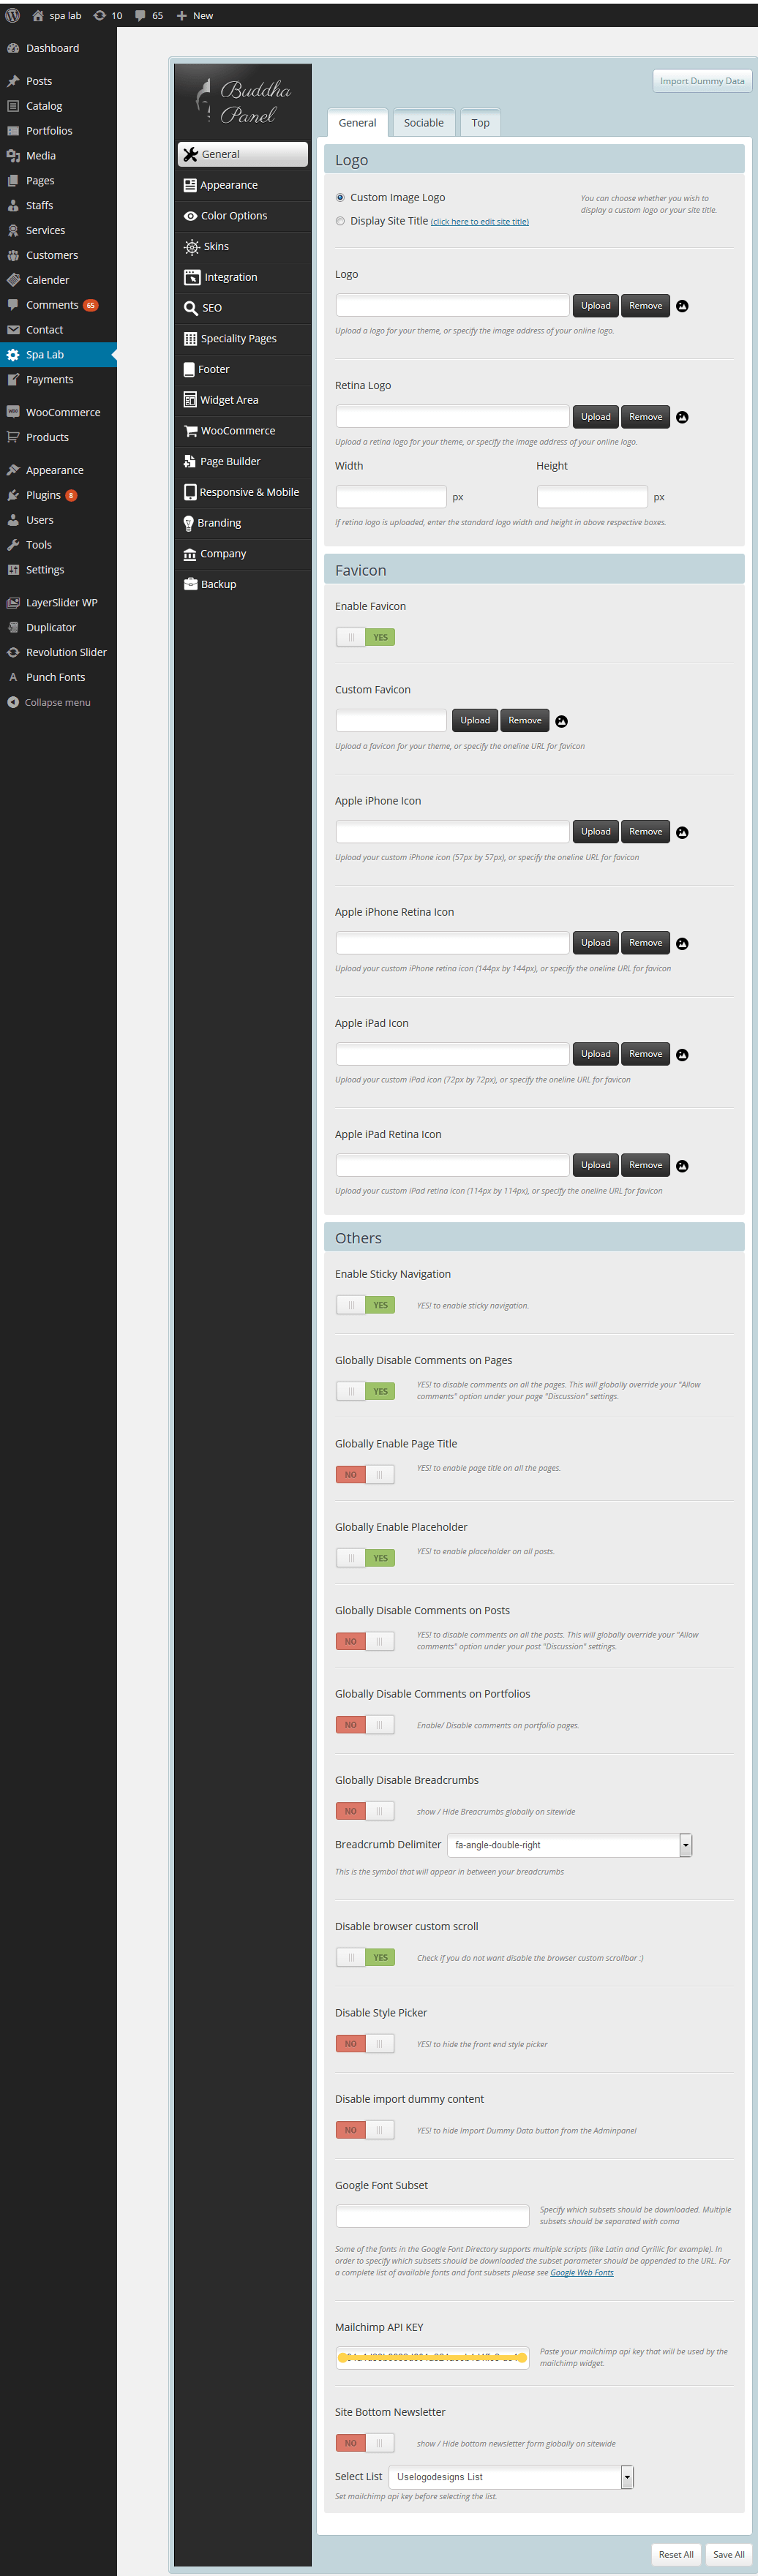 spa lab 10 65 New
Dashboard
Posts
Catalog
Portfolios
Media
Pages
Staffs
Services
Customers
Calender
Comments 65
Contact
Spa Lab
Payments
WooCommerce
Products
Appearance
Plugins 8
Users
Tools
Settings
LayerSlider WP
Duplicator
Revolution Slider
Punch Fonts
Collapse menu
Buddha
Panel
General
Appearance
Color Options
Skins
Integration
SEO
Speciality Pages
Footer
Widget Area
WooCommerce
Page Builder
Responsive & Mobile
Branding
Company
Backup
Import Dummy Data
General Sociable Top
Logo
Custom Image Logo
Display Site Title (click here to edit site title)
You can choose whether you wish to
display a custom logo or your site title.
Logo
Upload Remove
Upload a logo for your theme, or specify the image address of your online logo.
Retina Logo
Upload Remove
Upload a retina logo for your theme, or specify the image address of your online logo.
Width Height
px px
If retina logo is uploaded, enter the standard logo width and height in above respective boxes.
Favicon
Enable Favicon
YES
Custom Favicon
Upload Remove
Upload a favicon for your theme, or specify the oneline URL for favicon
Apple iPhone Icon
Upload Remove
Upload your custom iPhone icon (57px by 57px), or specify the oneline URL for favicon
Apple iPhone Retina Icon
Upload Remove
Upload your custom iPhone retina icon (144px by 144px), or specify the oneline URL for favicon
Apple iPad Icon
Upload Remove
Upload your custom iPad icon (72px by 72px), or specify the oneline URL for favicon
Apple iPad Retina Icon
Upload Remove
Upload your custom iPad retina icon (114px by 114px), or specify the oneline URL for favicon
Others
Enable Sticky Navigation
YES YES! to enable sticky navigation.
Globally Disable Comments on Pages
YES YES! to disable comments on all the pages. This will globally override your "Allow
comments" option under your page "Discussion" settings.
Globally Enable Page Title
NO YES! to enable page title on all the pages.
Globally Enable Placeholder
YES YES! to enable placeholder on all posts.
Globally Disable Comments on Posts
NO YES! to disable comments on all the posts. This will globally override your "Allow
comments" option under your post "Discussion" settings.
Globally Disable Comments on Portfolios
NO Enable/ Disable comments on portfolio pages.
Globally Disable Breadcrumbs
NO show / Hide Breacrumbs globally on sitewide
Breadcrumb Delimiter fa-angle-double-right
This is the symbol that will appear in between your breadcrumbs
Disable browser custom scroll
YES Check if you do not want disable the browser custom scrollbar :)
Disable Style Picker
NO YES! to hide the front end style picker
Disable import dummy content
NO YES! to hide Import Dummy Data button from the Adminpanel
Google Font Subset
Specify which subsets should be downloaded. Multiple
subsets should be separated with coma
Some of the fonts in the Google Font Directory supports multiple scripts (like Latin and Cyrillic for example). In
order to specify which subsets should be downloaded the subset parameter should be appended to the URL. For
a complete list of available fonts and font subsets please see Google Web Fonts
Mailchimp API KEY
Paste your mailchimp api key that will be used by the
mailchimp widget.
Site Bottom Newsletter
NO show / Hide bottom newsletter form globally on sitewide
Select List Uselogodesigns List
Set mailchimp api key before selecting the list.
Reset All Save All